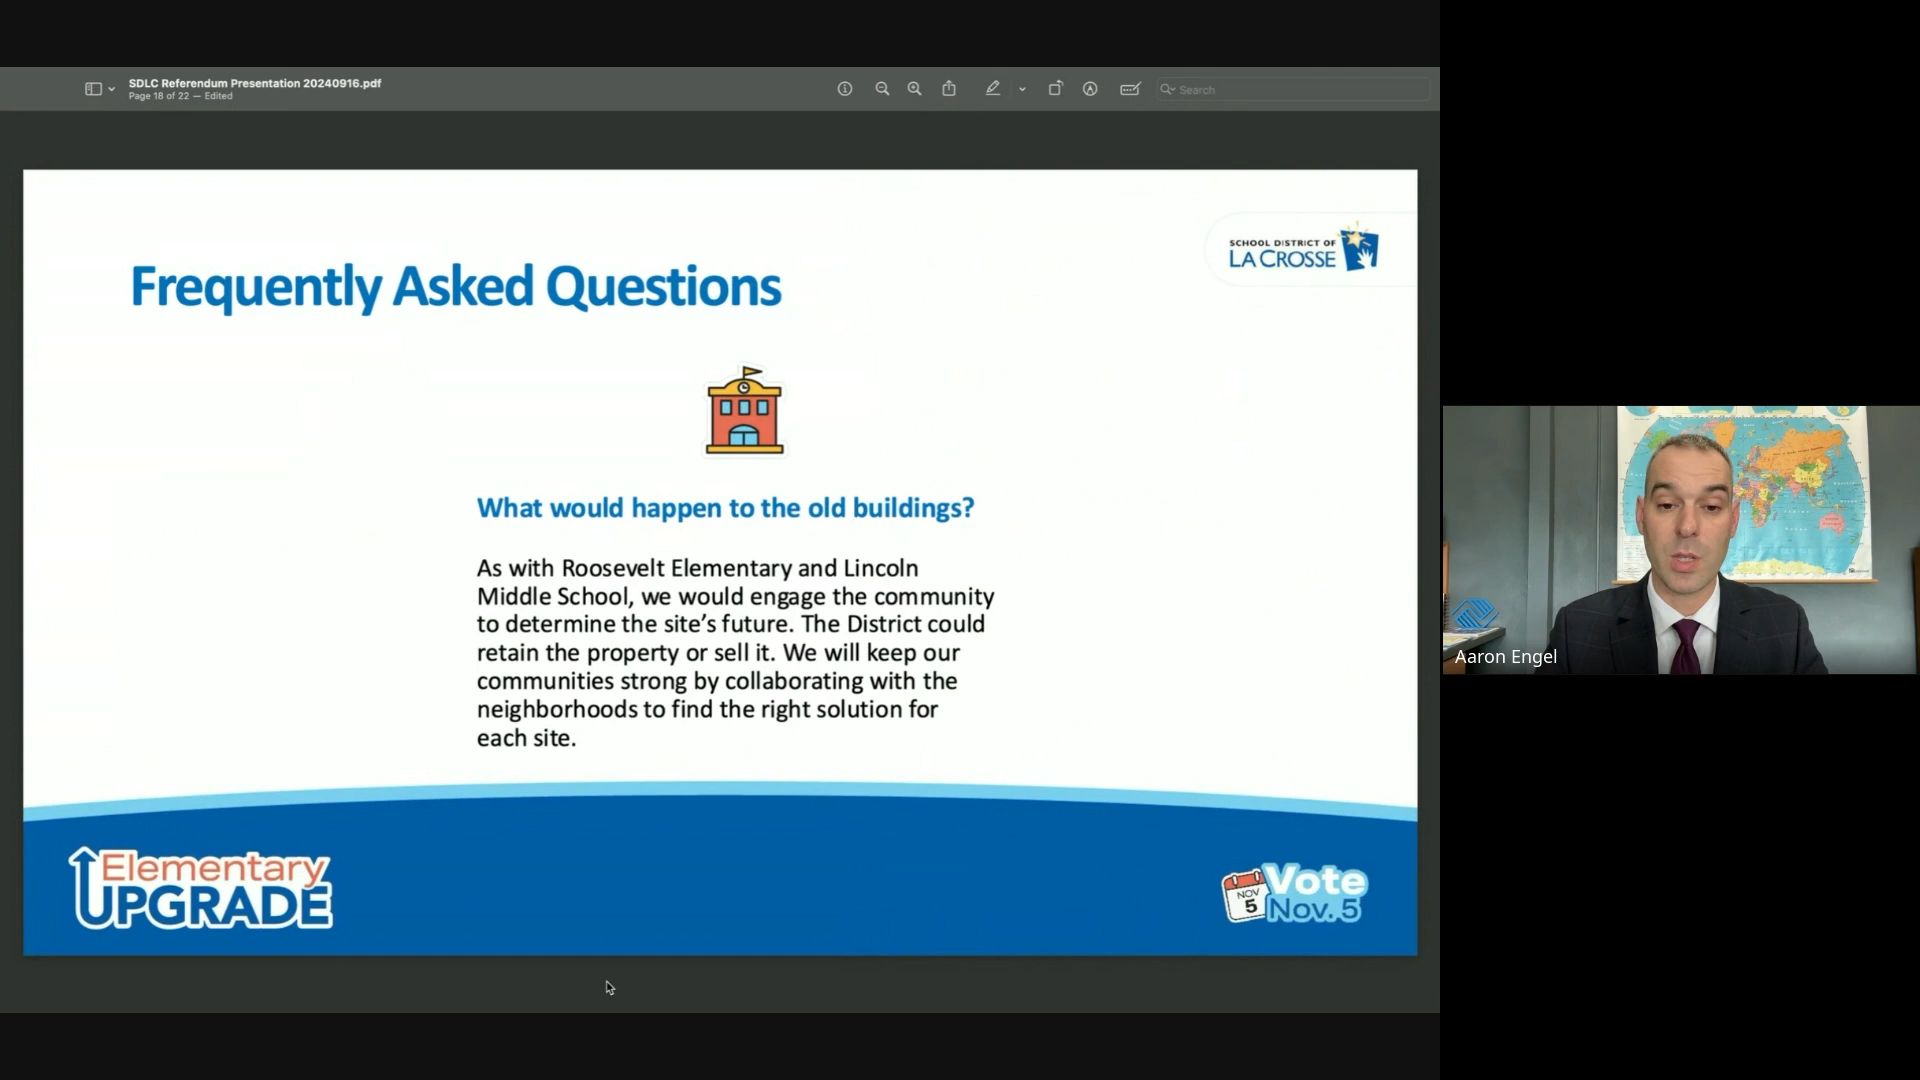 SDLC Referendum Presentation 20240916.pdf
Page 18 of 22 — Edited
Search
SCHOOL DISTRICT OF
LA CROSSE
Frequently Asked Questions
What would happen to the old buildings?
As with Roosevelt Elementary and Lincoln
Middle School, we would engage the community
to determine the site's future. The District could
retain the property or sell it. We will keep our
communities strong by collaborating with the
neighborhoods to find the right solution for
each site.
Elementary
UPGRADE
NOV
5
Vote
Nov. 5
Aaron Engel